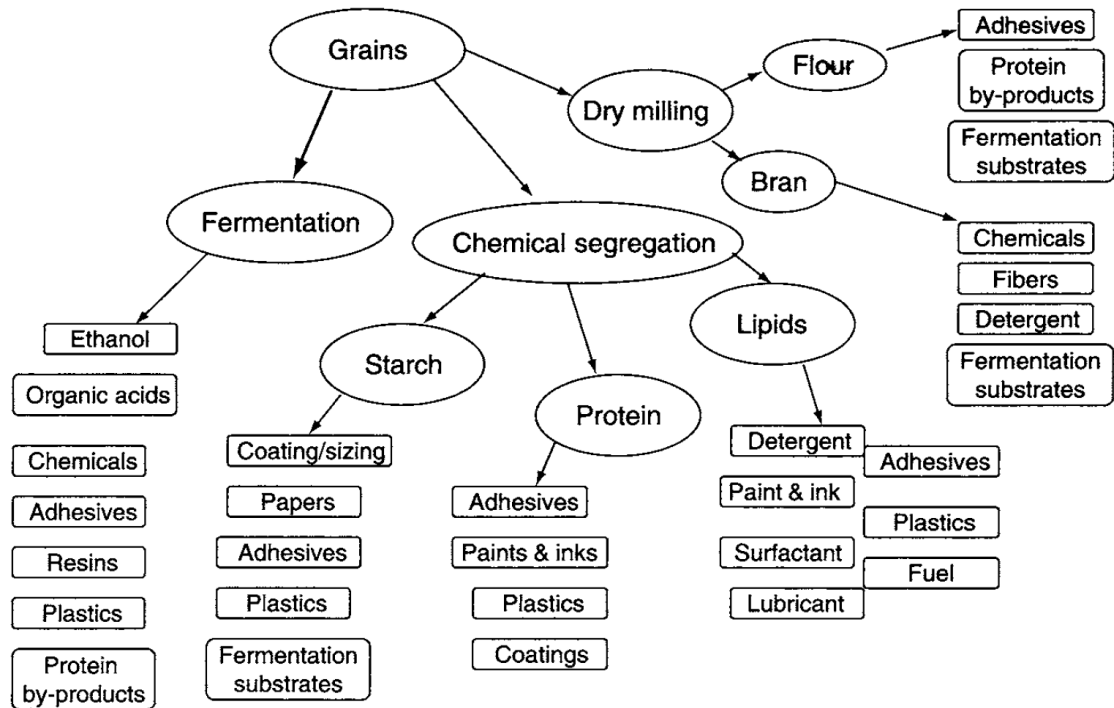 Grains
Flour
Adhesives
Protein
by-products
Fermentation
substrates
Dry milling
Bran
Chemicals
Fibers
Detergent
Fermentation
substrates
Fermentation
Ethanol
Organic acids
Chemicals
Adhesives
Resins
Plastics
Protein
by-products
Chemical segregation
Starch
Coating/sizing
Papers
Adhesives
Plastics
Fermentation
substrates
Protein
Adhesives
Paints & inks
Plastics
Coatings
Lipids
Detergent
Paint & ink
Surfactant
Lubricant
Adhesives
Plastics
Fuel